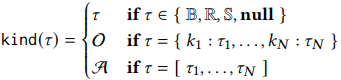 τ if τ ∈ { 𝔹, ℝ, 𝕊, null }
kind(τ) = { 𝒪 if τ = { k₁ : τ₁, …, k_N : τ_N }
𝒜 if τ = [ τ₁, …, τ_N ]